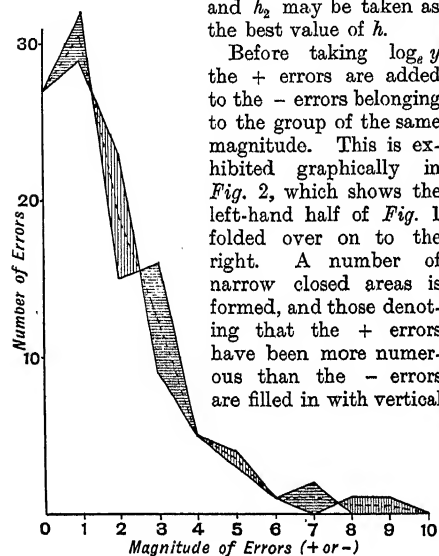 and h₂ may be taken as
the best value of h.
Before taking logₑ y
the + errors are added
to the − errors belonging
to the group of the same
magnitude. This is ex-
hibited graphically in
Fig. 2, which shows the
left-hand half of Fig. 1
folded over on to the
right. A number of
narrow closed areas is
formed, and those denot-
ing that the + errors
have been more numer-
ous than the − errors
are filled in with vertical
Number of Errors
30
20
10
0 1 2 3 4 5 6 7 8 9 10
Magnitude of Errors (+ or -)